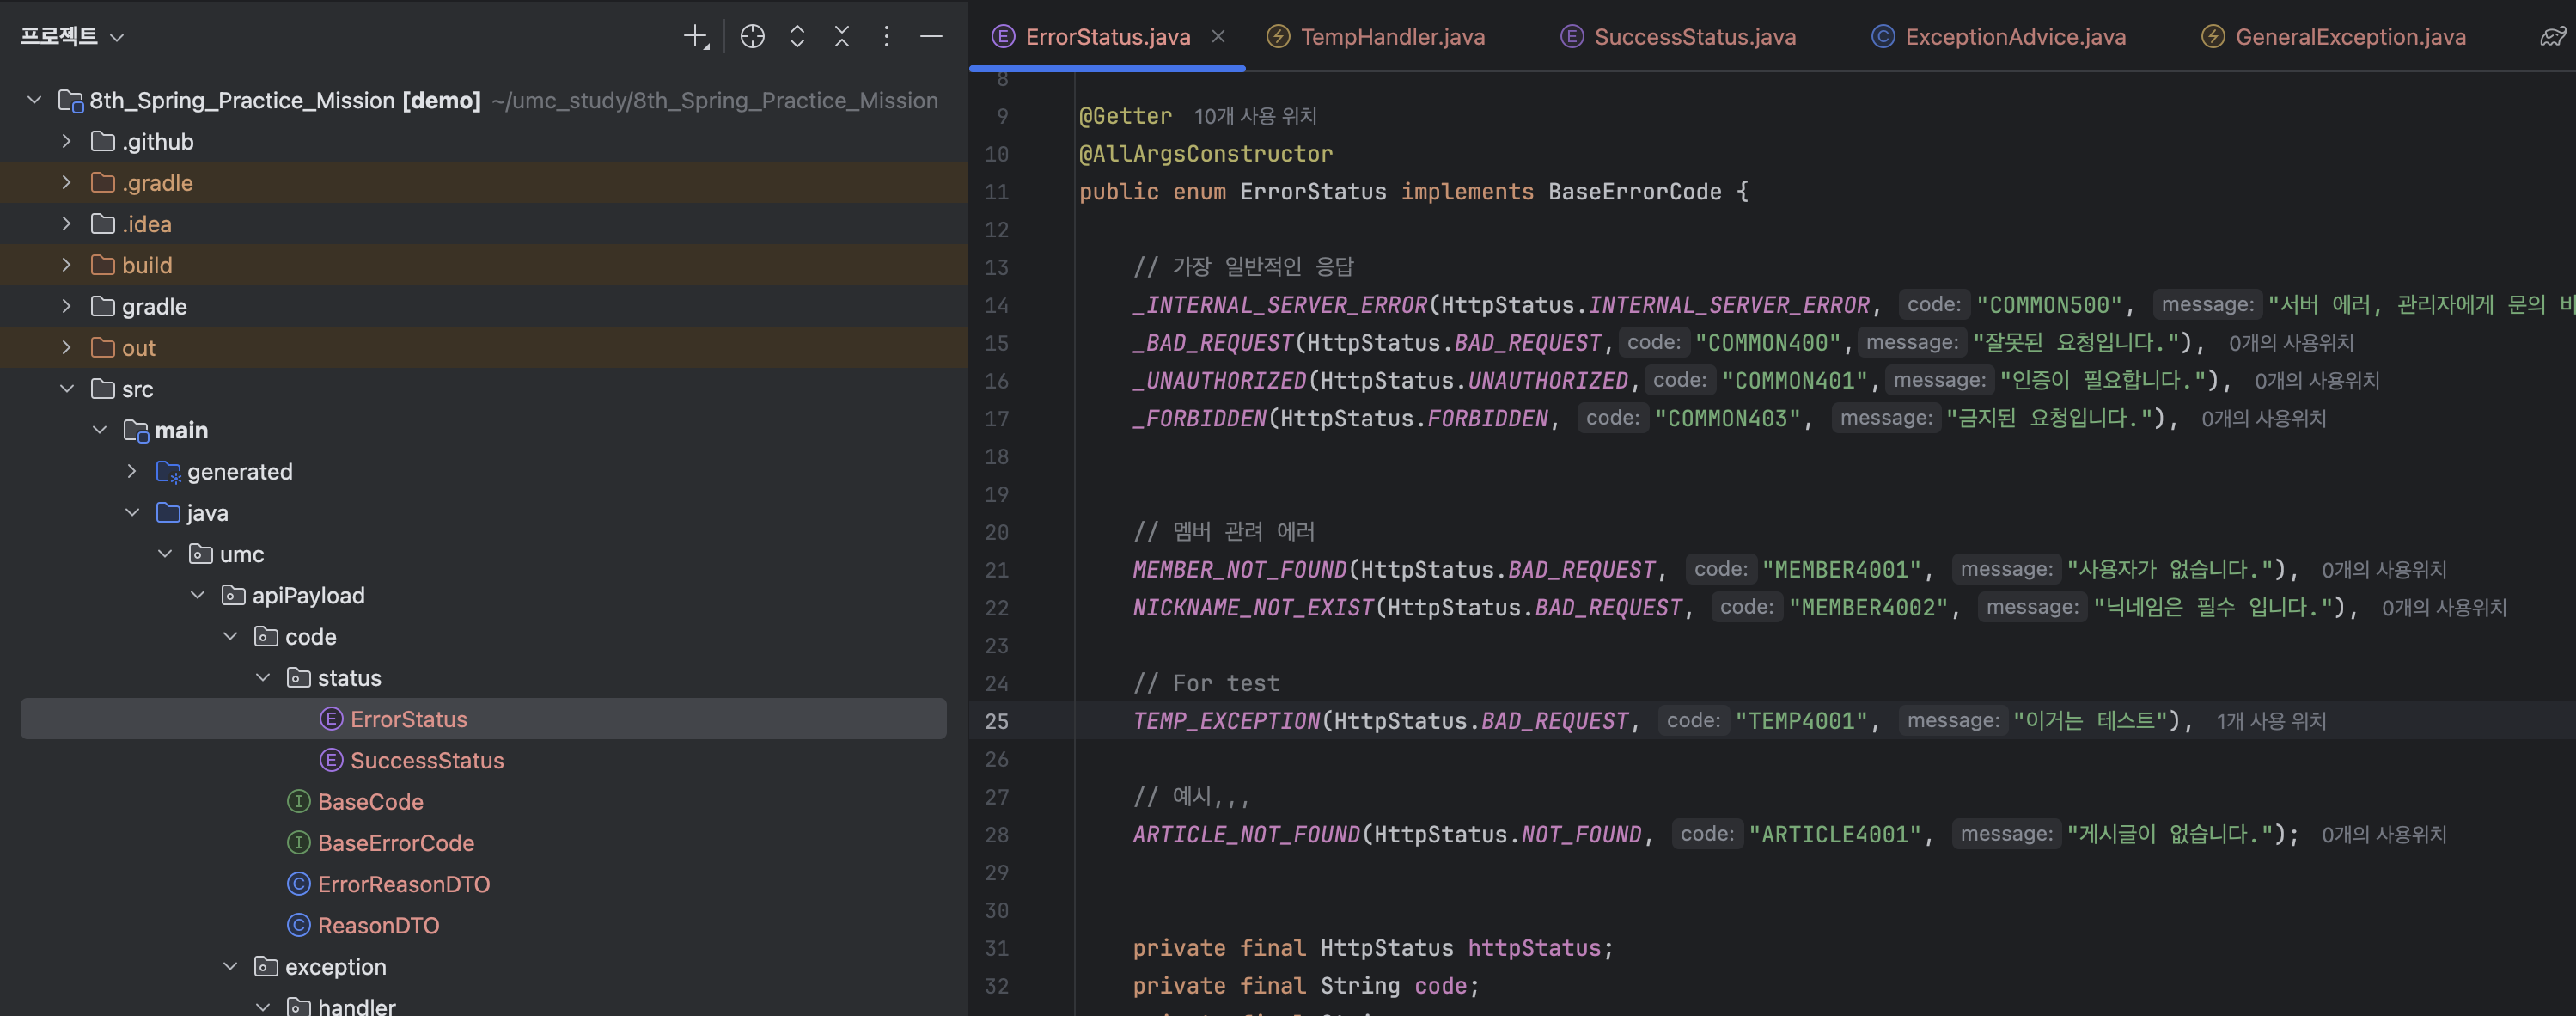 프로젝트
8th_Spring_Practice_Mission [demo] ~/umc_study/8th_Spring_Practice_Mission
.github
.gradle
.idea
build
gradle
out
src
main
generated
java
umc
apiPayload
code
status
ErrorStatus
SuccessStatus
BaseCode
BaseErrorCode
ErrorReasonDTO
ReasonDTO
exception
handler
ErrorStatus.java TempHandler.java SuccessStatus.java ExceptionAdvice.java GeneralException.java
8
9 @Getter 10개 사용 위치
10 @AllArgsConstructor
11 public enum ErrorStatus implements BaseErrorCode {
12
13 // 가장 일반적인 응답
14 _INTERNAL_SERVER_ERROR(HttpStatus.INTERNAL_SERVER_ERROR, code: "COMMON500", message: "서버 에러, 관리자에게 문의 바
15 _BAD_REQUEST(HttpStatus.BAD_REQUEST, code: "COMMON400", message: "잘못된 요청입니다."), 0개의 사용위치
16 _UNAUTHORIZED(HttpStatus.UNAUTHORIZED, code: "COMMON401", message: "인증이 필요합니다."), 0개의 사용위치
17 _FORBIDDEN(HttpStatus.FORBIDDEN, code: "COMMON403", message: "금지된 요청입니다."), 0개의 사용위치
18
19
20 // 멤버 관려 에러
21 MEMBER_NOT_FOUND(HttpStatus.BAD_REQUEST, code: "MEMBER4001", message: "사용자가 없습니다."), 0개의 사용위치
22 NICKNAME_NOT_EXIST(HttpStatus.BAD_REQUEST, code: "MEMBER4002", message: "닉네임은 필수 입니다."), 0개의 사용위치
23
24 // For test
25 TEMP_EXCEPTION(HttpStatus.BAD_REQUEST, code: "TEMP4001", message: "이거는 테스트"), 1개 사용 위치
26
27 // 예시,,,
28 ARTICLE_NOT_FOUND(HttpStatus.NOT_FOUND, code: "ARTICLE4001", message: "게시글이 없습니다."); 0개의 사용위치
29
30
31 private final HttpStatus httpStatus;
32 private final String code;